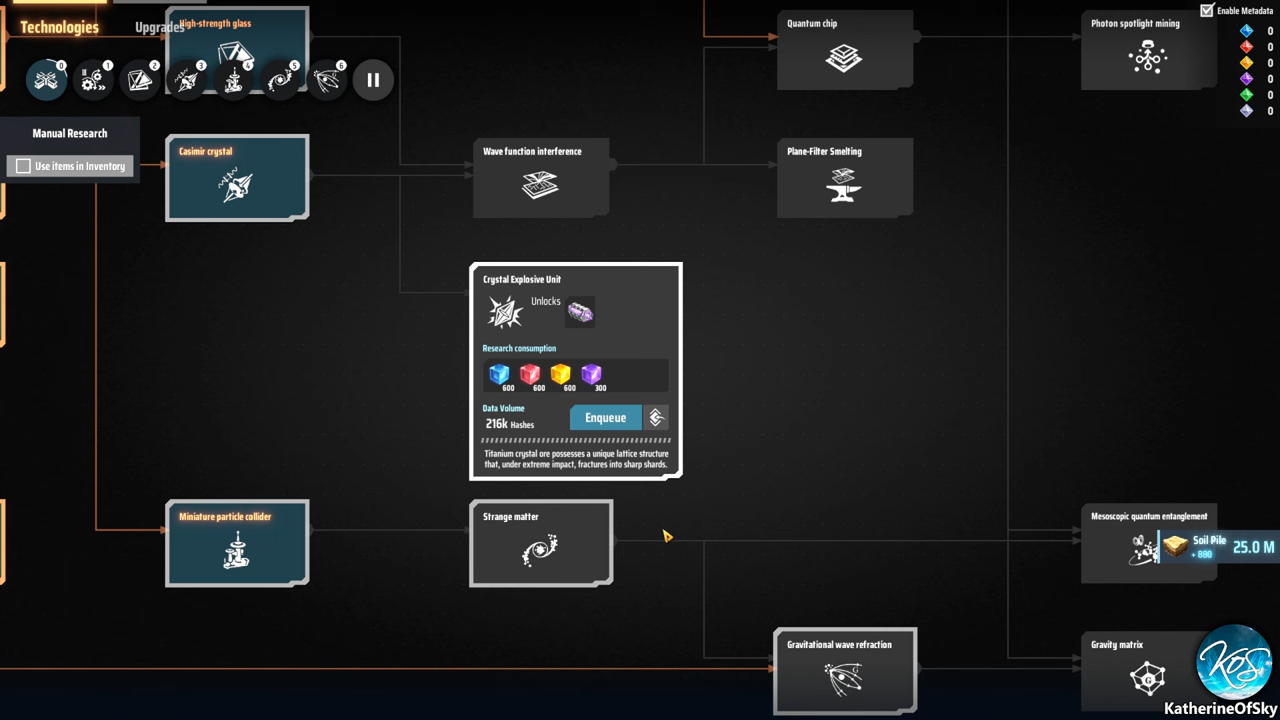 Technologies
Upgrades
High-strength glass
0
1
2
3
4
5
6
Quantum chip
Photon spotlight mining
Enable Metadata
0
0
0
0
0
0
Manual Research
Use items in Inventory
Casimir crystal
Wave function interference
Plane-Filter Smelting
Crystal Explosive Unit
Unlocks
Research consumption
600
600
600
300
Data Volume
216k Hashes
Enqueue
Titanium crystal ore possesses a unique lattice structure
that, under extreme impact, fractures into sharp shards.
Miniature particle collider
Strange matter
Mesoscopic quantum entanglement
Soil Pile
+ 880
25.0 M
Gravitational wave refraction
Gravity matrix
KOS
KatherineOfSky